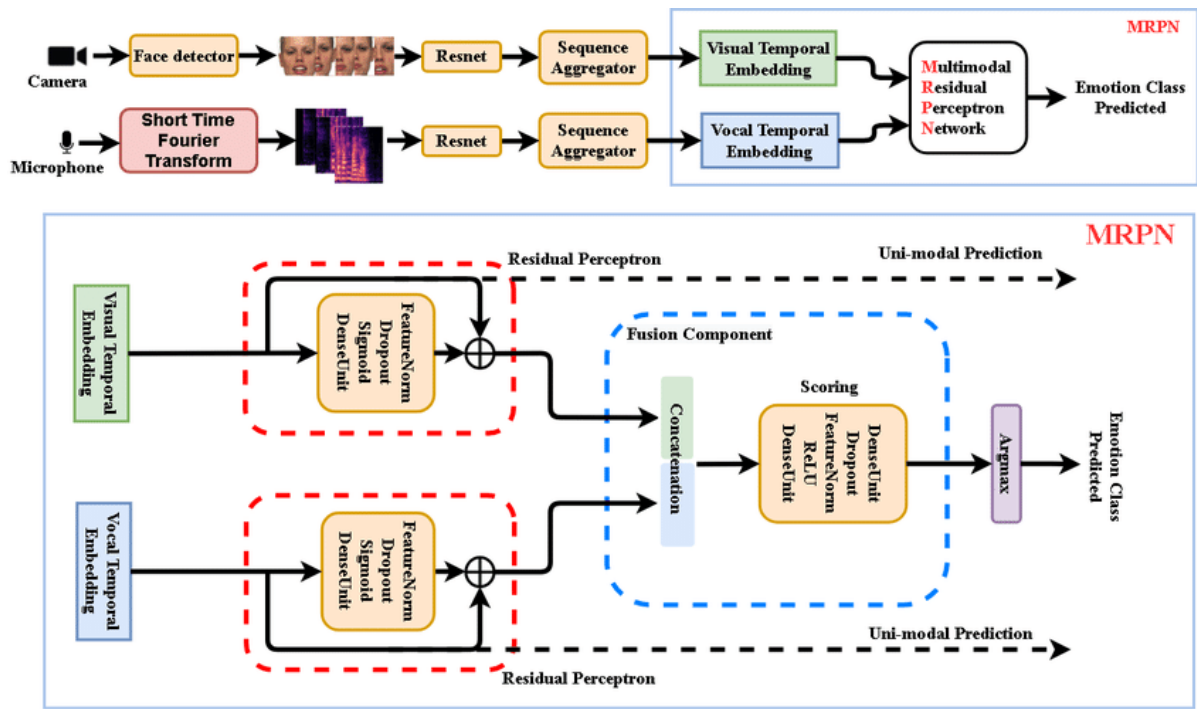 MRPN
Camera
Face detector
Resnet
Sequence
Aggregator
Visual Temporal
Embedding
Multimodal
Residual
Perceptron
Network
Emotion Class
Predicted
Microphone
Short Time
Fourier
Transform
Resnet
Sequence
Aggregator
Vocal Temporal
Embedding
MRPN
Residual Perceptron
Uni-modal Prediction
Visual Temporal
Embedding
FeatureNorm
Dropout
Sigmoid
DenseUnit
Fusion Component
Concatenation
Scoring
DenseUnit
Dropout
FeatureNorm
ReLU
DenseUnit
Argmax
Emotion Class
Predicted
Vocal Temporal
Embedding
FeatureNorm
Dropout
Sigmoid
DenseUnit
Uni-modal Prediction
Residual Perceptron